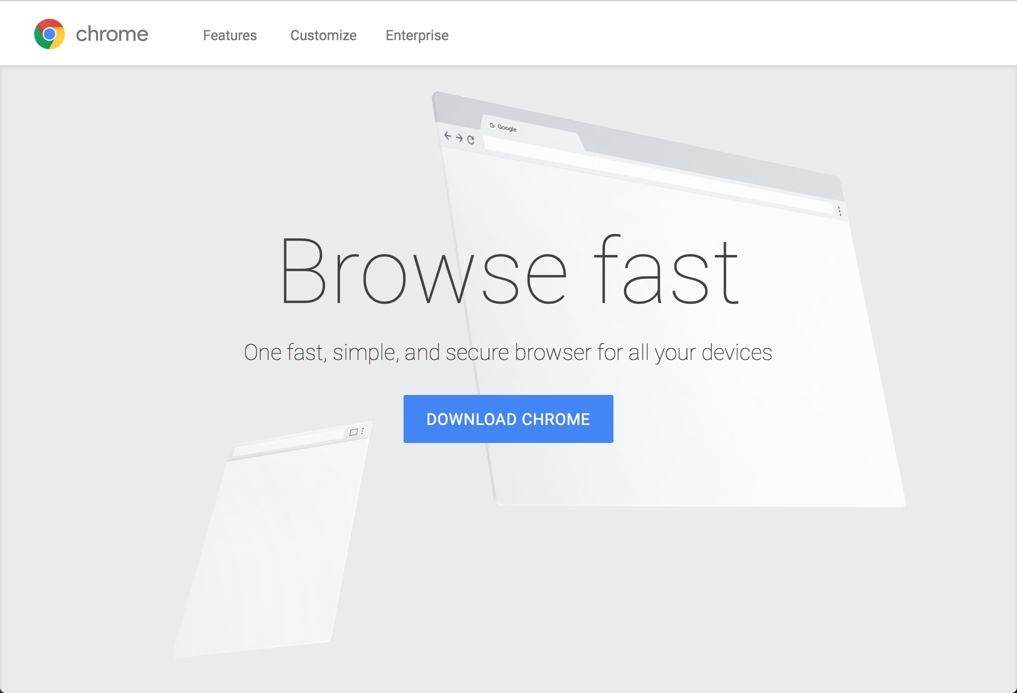 chrome
Features
Customize
Enterprise
Google
Browse fast
One fast, simple, and secure browser for all your devices
DOWNLOAD CHROME